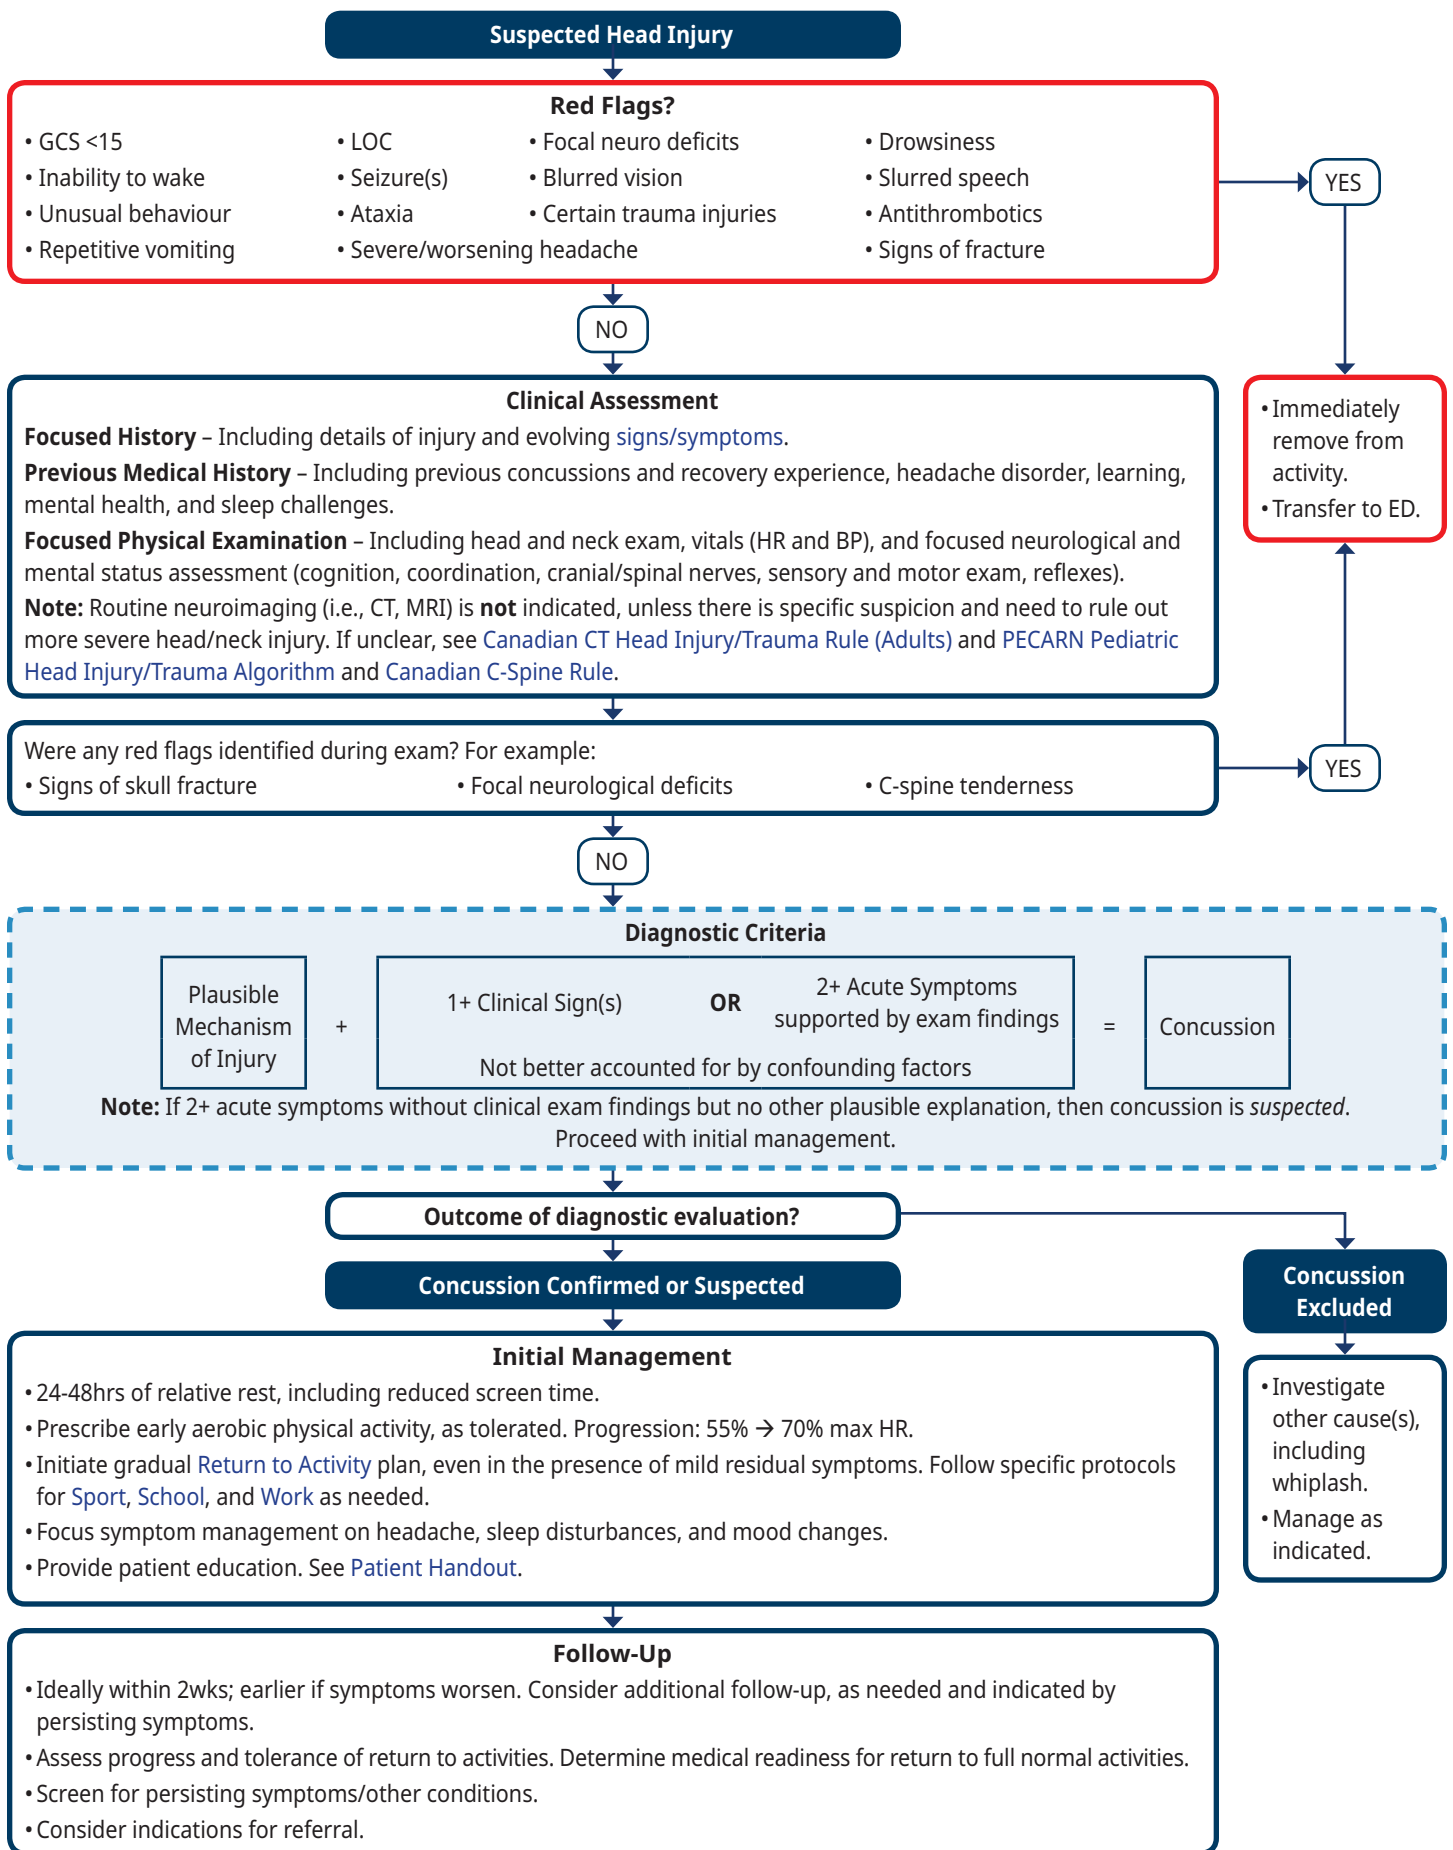 Suspected Head Injury
Red Flags?
• GCS <15
• LOC
• Focal neuro deficits
• Drowsiness
• Inability to wake
• Seizure(s)
• Blurred vision
• Slurred speech
• Unusual behaviour
• Ataxia
• Certain trauma injuries
• Antithrombotics
• Repetitive vomiting
• Severe/worsening headache
• Signs of fracture
YES
NO
Clinical Assessment
Focused History – Including details of injury and evolving signs/symptoms.
Previous Medical History – Including previous concussions and recovery experience, headache disorder, learning,
mental health, and sleep challenges.
Focused Physical Examination – Including head and neck exam, vitals (HR and BP), and focused neurological and
mental status assessment (cognition, coordination, cranial/spinal nerves, sensory and motor exam, reflexes).
Note: Routine neuroimaging (i.e., CT, MRI) is not indicated, unless there is specific suspicion and need to rule out
more severe head/neck injury. If unclear, see Canadian CT Head Injury/Trauma Rule (Adults) and PECARN Pediatric
Head Injury/Trauma Algorithm and Canadian C-Spine Rule.
• Immediately
remove from
activity.
• Transfer to ED.
Were any red flags identified during exam? For example:
• Signs of skull fracture
• Focal neurological deficits
• C-spine tenderness
YES
NO
Diagnostic Criteria
Plausible
Mechanism
of Injury
+
1+ Clinical Sign(s)
OR
2+ Acute Symptoms
supported by exam findings
Not better accounted for by confounding factors
=
Concussion
Note: If 2+ acute symptoms without clinical exam findings but no other plausible explanation, then concussion is suspected.
Proceed with initial management.
Outcome of diagnostic evaluation?
Concussion Confirmed or Suspected
Concussion
Excluded
Initial Management
• 24-48hrs of relative rest, including reduced screen time.
• Prescribe early aerobic physical activity, as tolerated. Progression: 55% → 70% max HR.
• Initiate gradual Return to Activity plan, even in the presence of mild residual symptoms. Follow specific protocols
for Sport, School, and Work as needed.
• Focus symptom management on headache, sleep disturbances, and mood changes.
• Provide patient education. See Patient Handout.
• Investigate
other cause(s),
including
whiplash.
• Manage as
indicated.
Follow-Up
• Ideally within 2wks; earlier if symptoms worsen. Consider additional follow-up, as needed and indicated by
persisting symptoms.
• Assess progress and tolerance of return to activities. Determine medical readiness for return to full normal activities.
• Screen for persisting symptoms/other conditions.
• Consider indications for referral.